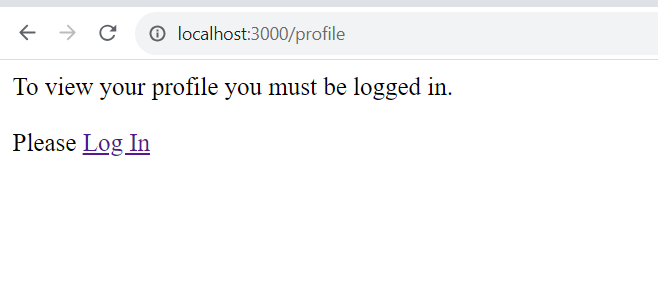 localhost:3000/profile
To view your profile you must be logged in.
Please Log In